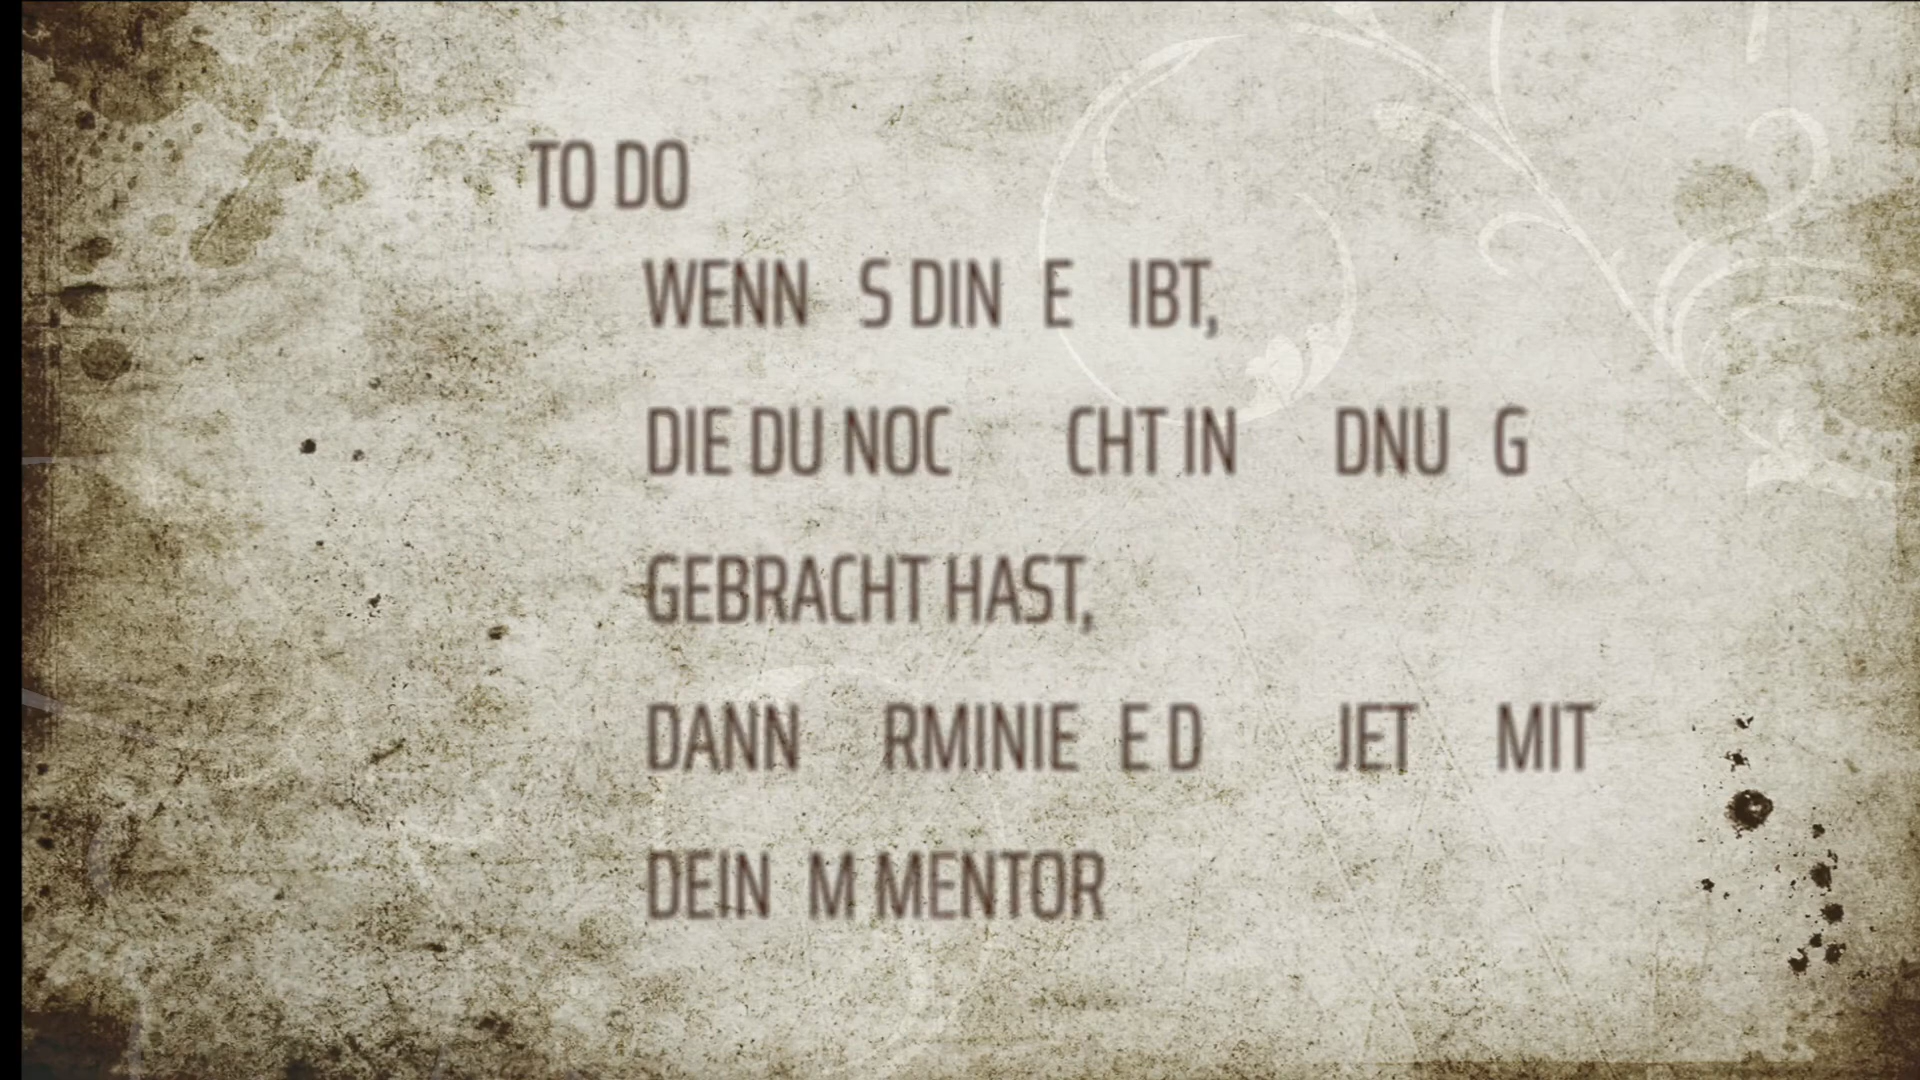 TO DO
WENN S DIN E IBT,
DIE DU NOC CHT IN DNU G
GEBRACHT HAST,
DANN RMINIE E D JET MIT
DEIN M MENTOR